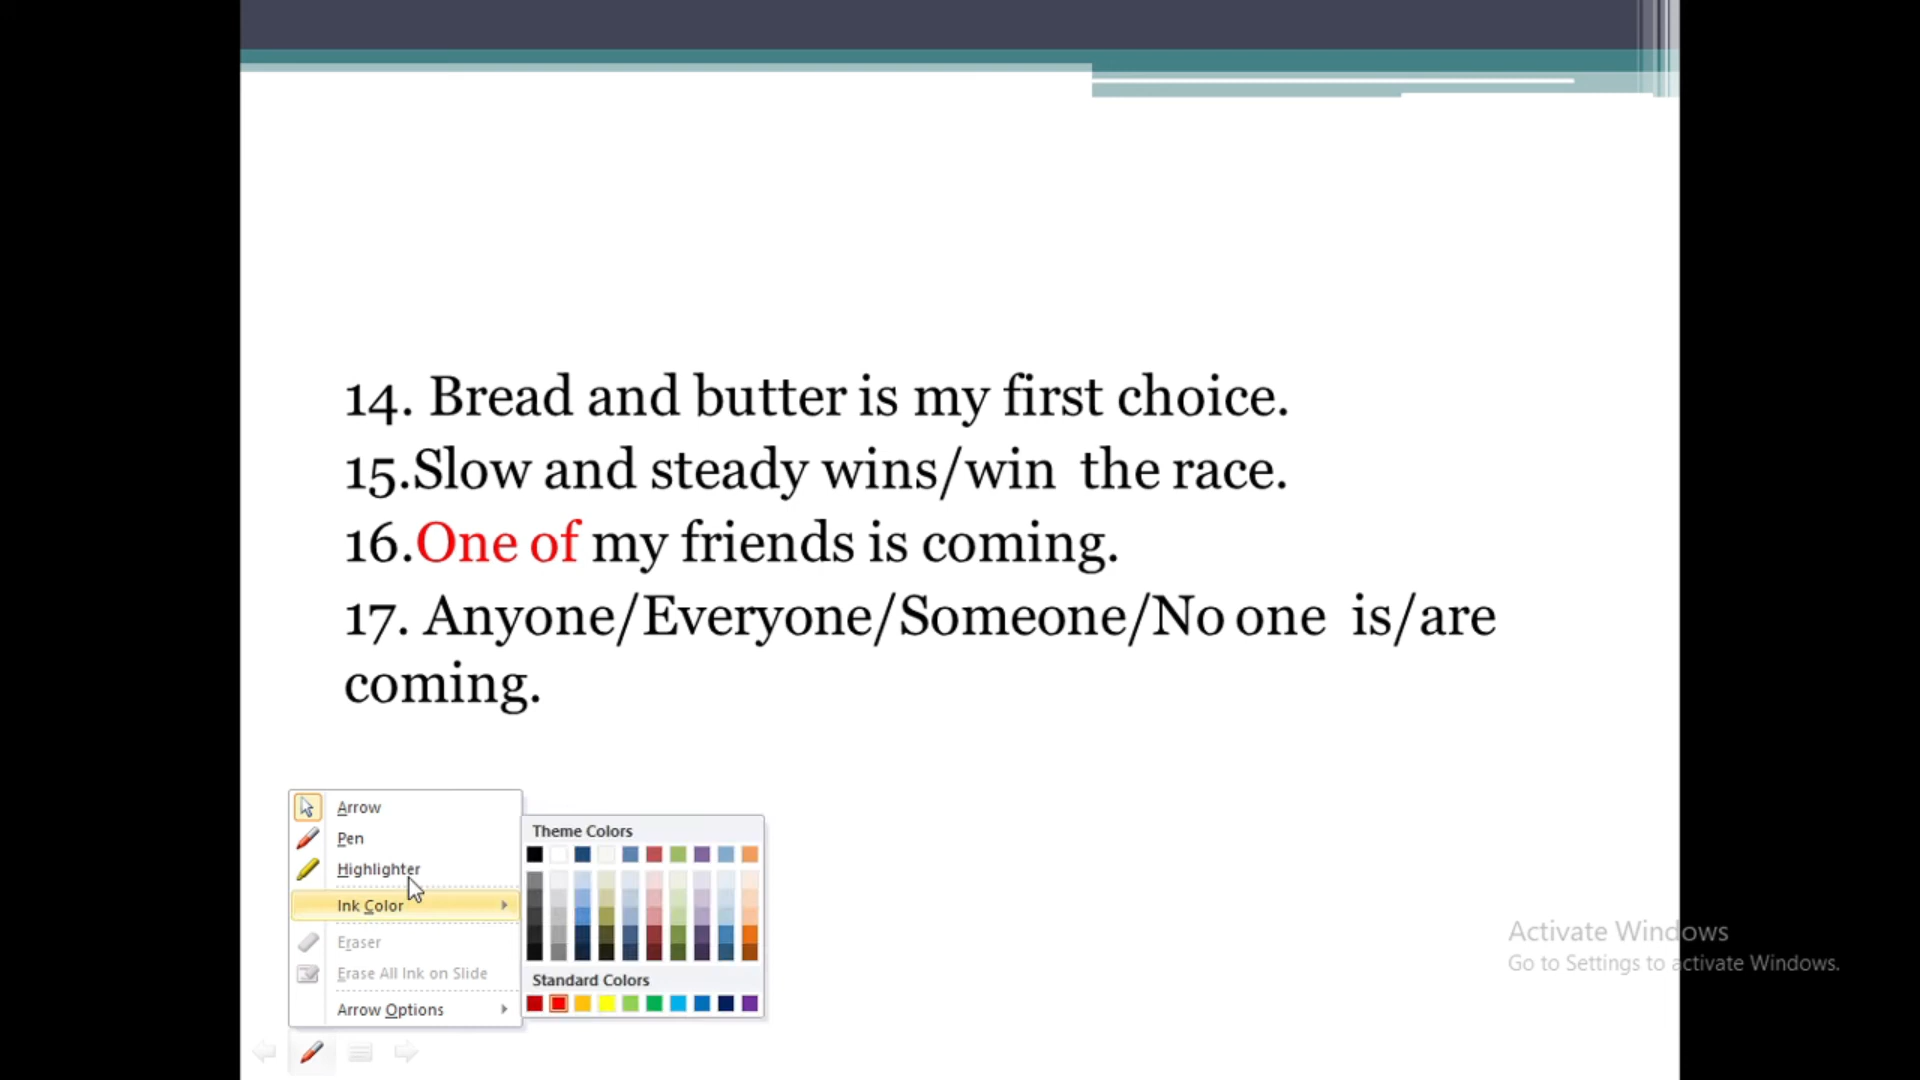 14. Bread and butter is my first choice.
15.Slow and steady wins/win the race.
16.One of my friends is coming.
17. Anyone/Everyone/Someone/No one is/are
coming.
Arrow
Pen
Highlighter
Ink Color
Eraser
Erase All Ink on Slide
Arrow Options
Theme Colors
Standard Colors
Activate Windows
Go to Settings to activate Windows.